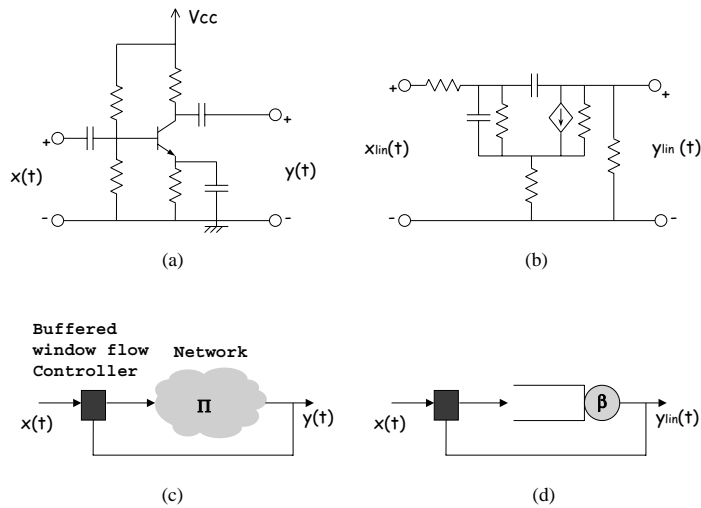 Vcc
+
+
x(t)
y(t)
-
-
(a)
+
+
xlin(t)
ylin (t)
-
-
(b)
Buffered
window flow
Controller
Network
Π
x(t)
y(t)
(c)
β
x(t)
ylin(t)
(d)